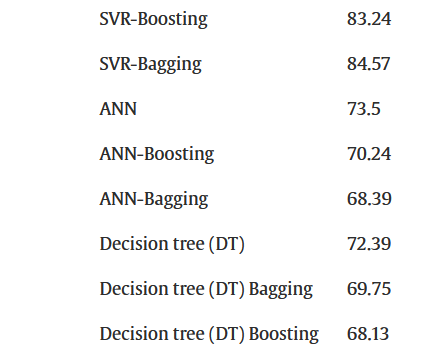 SVR-Boosting 83.24
SVR-Bagging 84.57
ANN 73.5
ANN-Boosting 70.24
ANN-Bagging 68.39
Decision tree (DT) 72.39
Decision tree (DT) Bagging 69.75
Decision tree (DT) Boosting 68.13